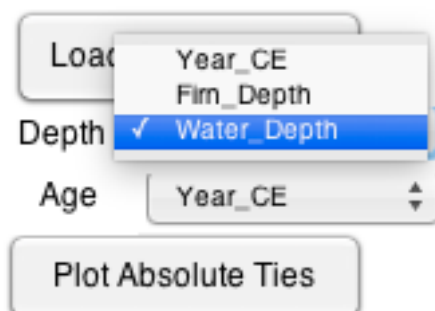 Load
Year_CE
Firn_Depth
Depth ✓ Water_Depth
Age Year_CE
Plot Absolute Ties